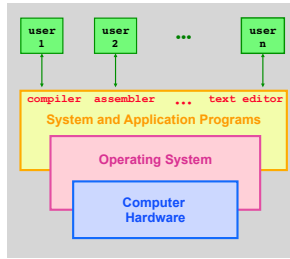 user user ... user
1 2 n
compiler assembler ... text editor
System and Application Programs
Operating System
Computer
Hardware